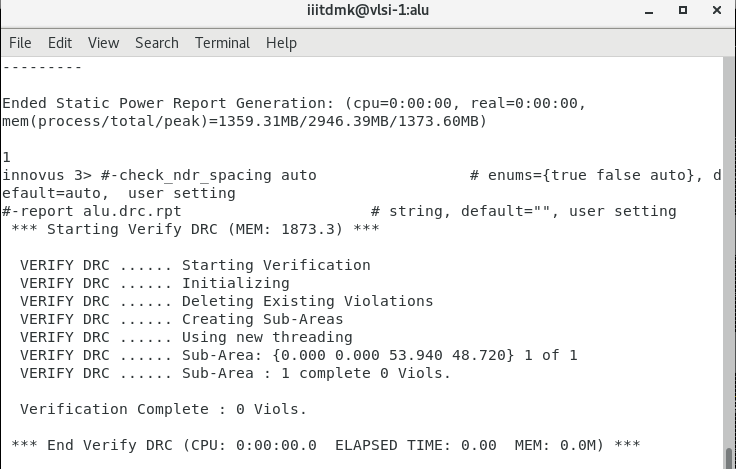 iiitdmk@vlsi-1:alu
File Edit View Search Terminal Help
---------
Ended Static Power Report Generation: (cpu=0:00:00, real=0:00:00,
mem(process/total/peak)=1359.31MB/2946.39MB/1373.60MB)
1
innovus 3> #-check_ndr_spacing auto                 # enums={true false auto}, d
efault=auto,  user setting
#-report alu.drc.rpt                     # string, default="", user setting
 *** Starting Verify DRC (MEM: 1873.3) ***
  VERIFY DRC ...... Starting Verification
  VERIFY DRC ...... Initializing
  VERIFY DRC ...... Deleting Existing Violations
  VERIFY DRC ...... Creating Sub-Areas
  VERIFY DRC ...... Using new threading
  VERIFY DRC ...... Sub-Area: {0.000 0.000 53.940 48.720} 1 of 1
  VERIFY DRC ...... Sub-Area : 1 complete 0 Viols.
  Verification Complete : 0 Viols.
 *** End Verify DRC (CPU: 0:00:00.0  ELAPSED TIME: 0.00  MEM: 0.0M) ***